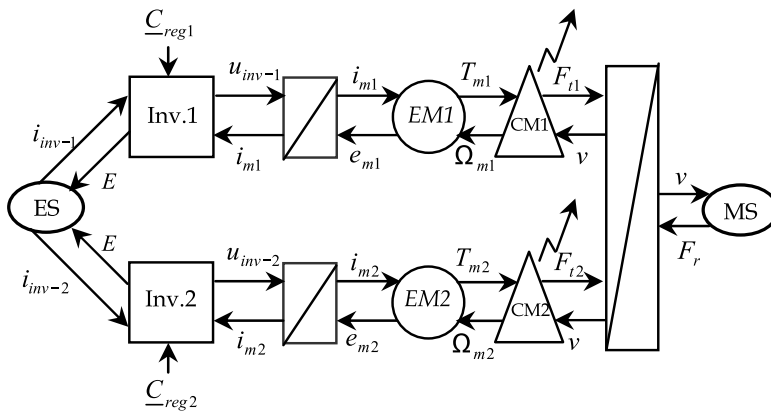 C_reg1
u_inv−1
i_m1
T_m1
F_t1
i_inv−1
Inv.1
EM1
CM1
E
i_m1
e_m1
Ω_m1
v
ES
v
MS
E
u_inv−2
i_m2
T_m2
F_t2
F_r
i_inv−2
Inv.2
EM2
CM2
i_m2
e_m2
Ω_m2
v
C_reg2